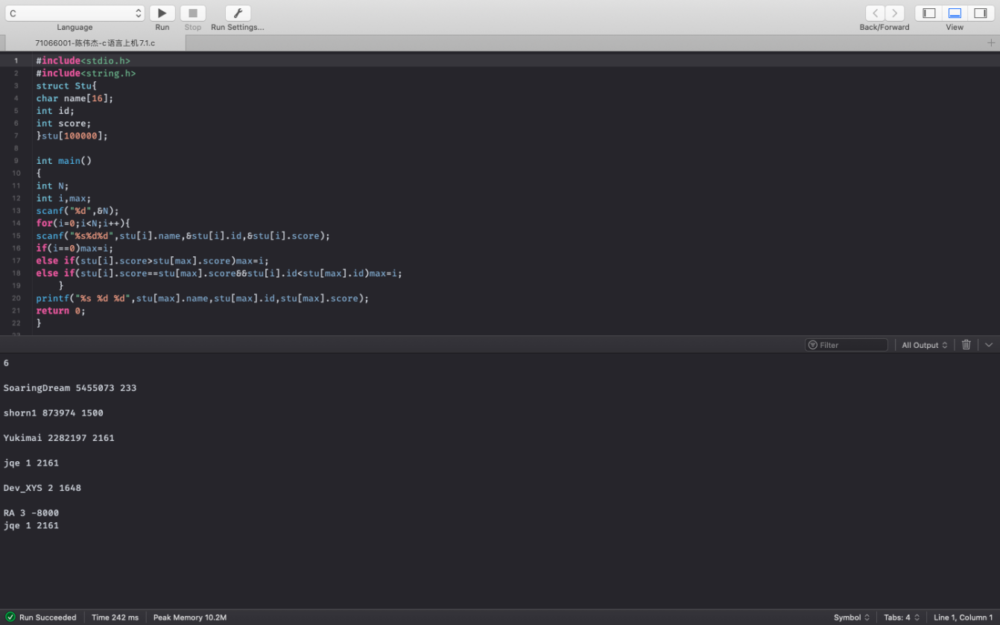 C
Language
Run
Stop
Run Settings...
Back/Forward
View
71066001-陈伟杰-c语言上机7.1.c
1 #include<stdio.h>
2 #include<string.h>
3 struct Stu{
4 char name[16];
5 int id;
6 int score;
7 }stu[100000];
8
9 int main()
10 {
11 int N;
12 int i,max;
13 scanf("%d",&N);
14 for(i=0;i<N;i++){
15 scanf("%s%d%d",stu[i].name,&stu[i].id,&stu[i].score);
16 if(i==0)max=i;
17 else if(stu[i].score>stu[max].score)max=i;
18 else if(stu[i].score==stu[max].score&&stu[i].id<stu[max].id)max=i;
19     }
20 printf("%s %d %d",stu[max].name,stu[max].id,stu[max].score);
21 return 0;
22 }
Filter
All Output
6
SoaringDream 5455073 233
shorn1 873974 1500
Yukimai 2282197 2161
jqe 1 2161
Dev_XYS 2 1648
RA 3 -8000
jqe 1 2161
Run Succeeded
Time 242 ms
Peak Memory 10.2M
Symbol
Tabs: 4
Line 1, Column 1